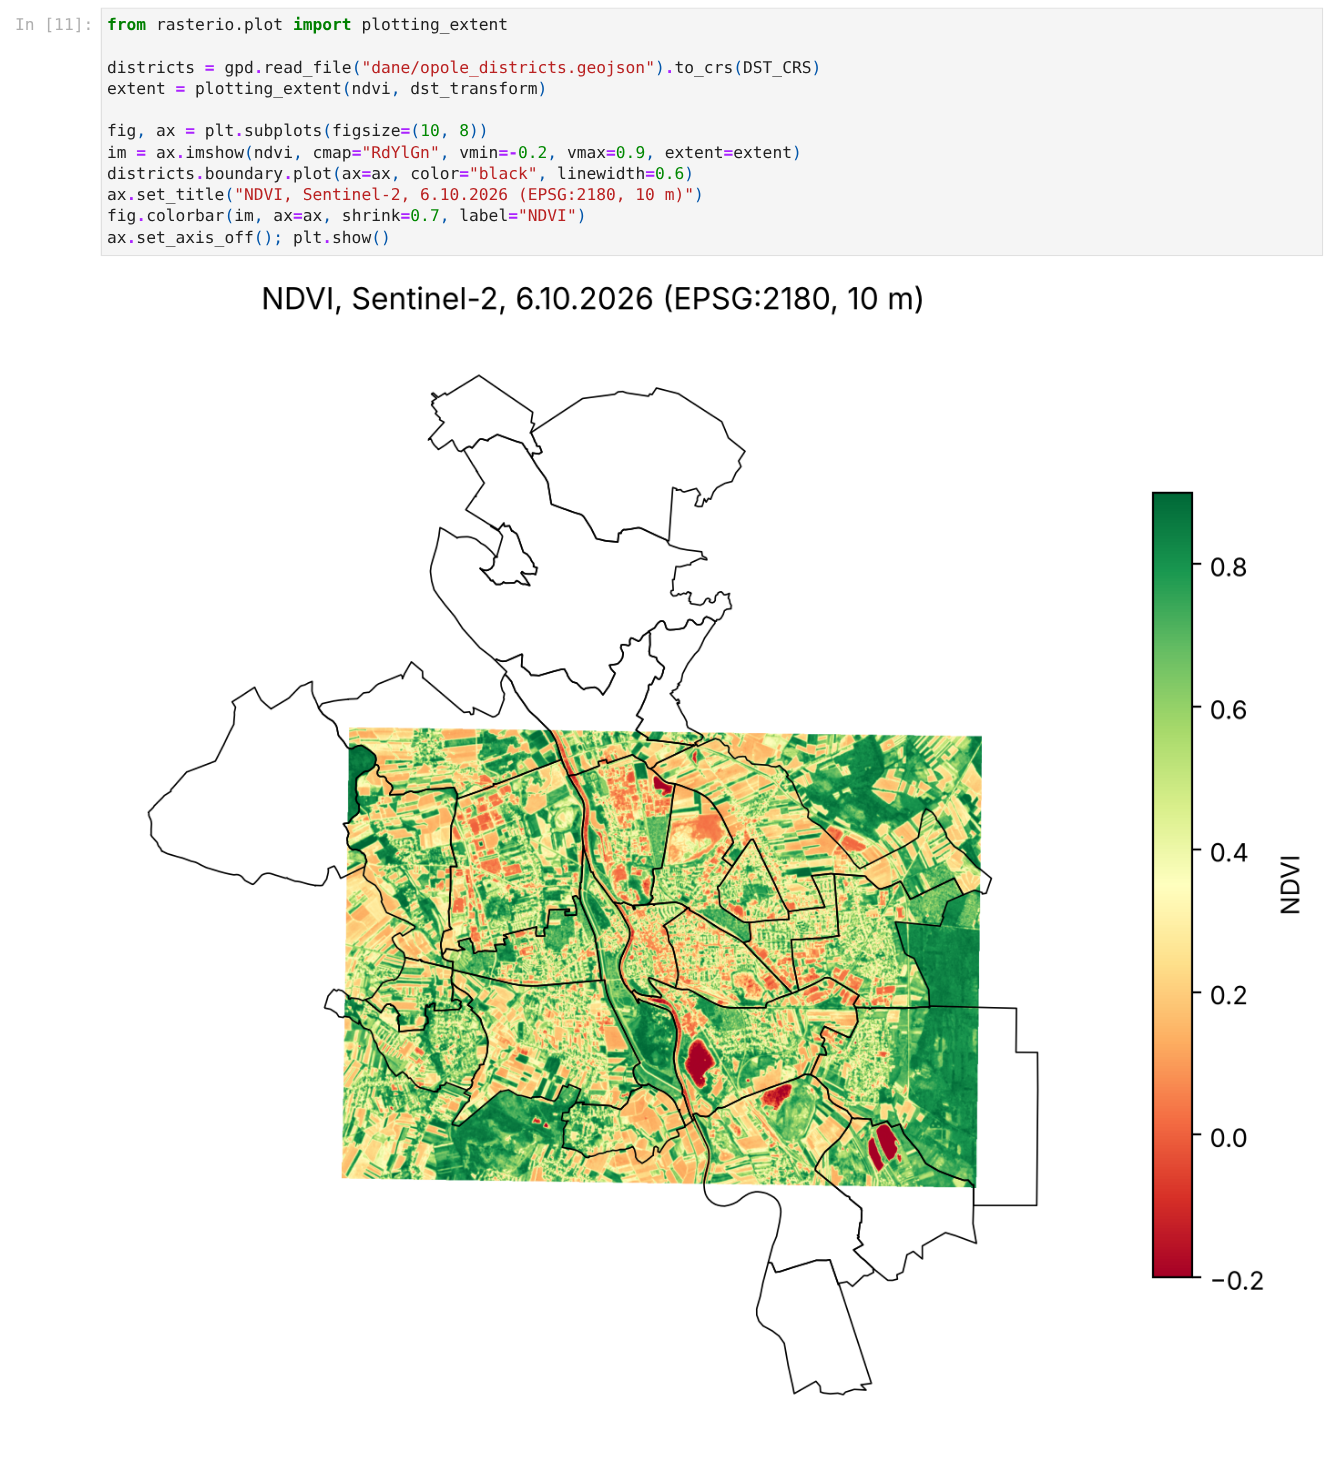 In [11]:
from rasterio.plot import plotting_extent
districts = gpd.read_file("dane/opole_districts.geojson").to_crs(DST_CRS)
extent = plotting_extent(ndvi, dst_transform)
fig, ax = plt.subplots(figsize=(10, 8))
im = ax.imshow(ndvi, cmap="RdYlGn", vmin=-0.2, vmax=0.9, extent=extent)
districts.boundary.plot(ax=ax, color="black", linewidth=0.6)
ax.set_title("NDVI, Sentinel-2, 6.10.2026 (EPSG:2180, 10 m)")
fig.colorbar(im, ax=ax, shrink=0.7, label="NDVI")
ax.set_axis_off(); plt.show()
NDVI, Sentinel-2, 6.10.2026 (EPSG:2180, 10 m)
0.8
0.6
0.4
0.2
0.0
−0.2
NDVI